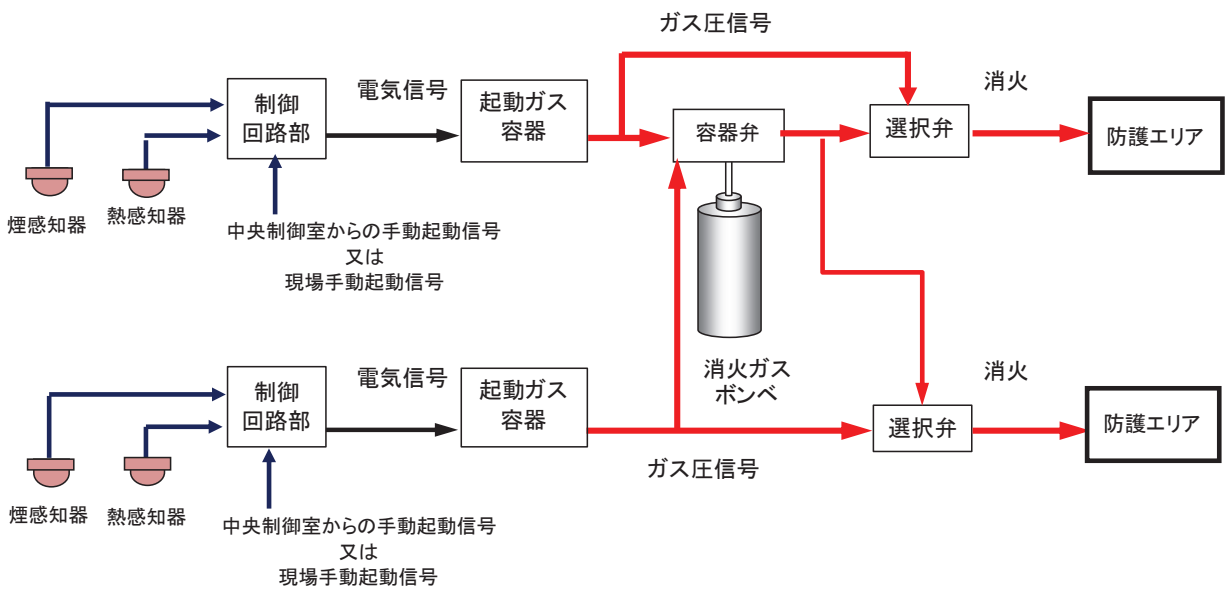 ガス圧信号
電気信号
消火
制御
回路部
起動ガス
容器
容器弁
選択弁
防護エリア
煙感知器
熱感知器
中央制御室からの手動起動信号
又は
現場手動起動信号
消火ガス
ボンベ
電気信号
消火
制御
回路部
起動ガス
容器
選択弁
防護エリア
ガス圧信号
煙感知器
熱感知器
中央制御室からの手動起動信号
又は
現場手動起動信号